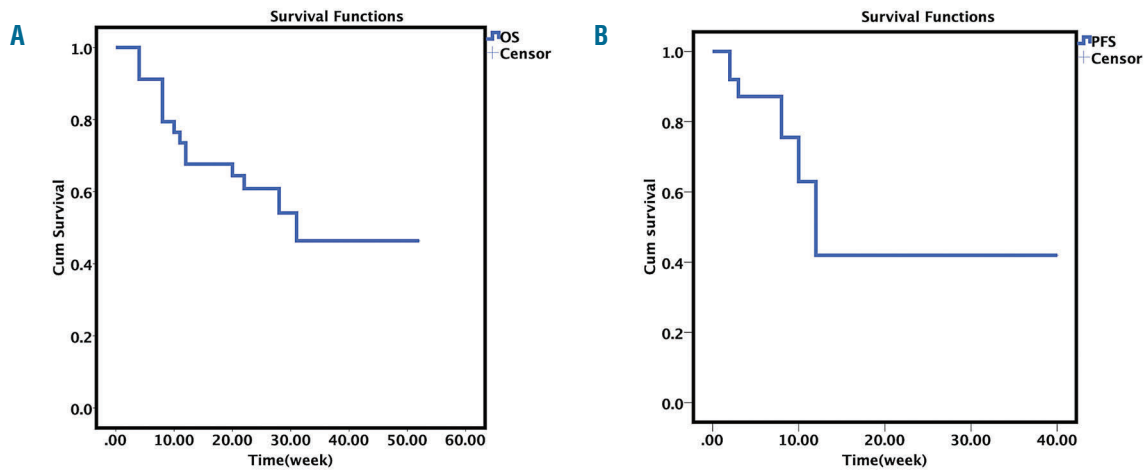 A
Survival Functions
OS
Censor
Cum Survival
1.0
0.8
0.6
0.4
0.2
0.0
.00 10.00 20.00 30.00 40.00 50.00 60.00
Time(week)
B
Survival Functions
PFS
Censor
Cum survival
1.0
0.8
0.6
0.4
0.2
0.0
.00 10.00 20.00 30.00 40.00
Time(week)